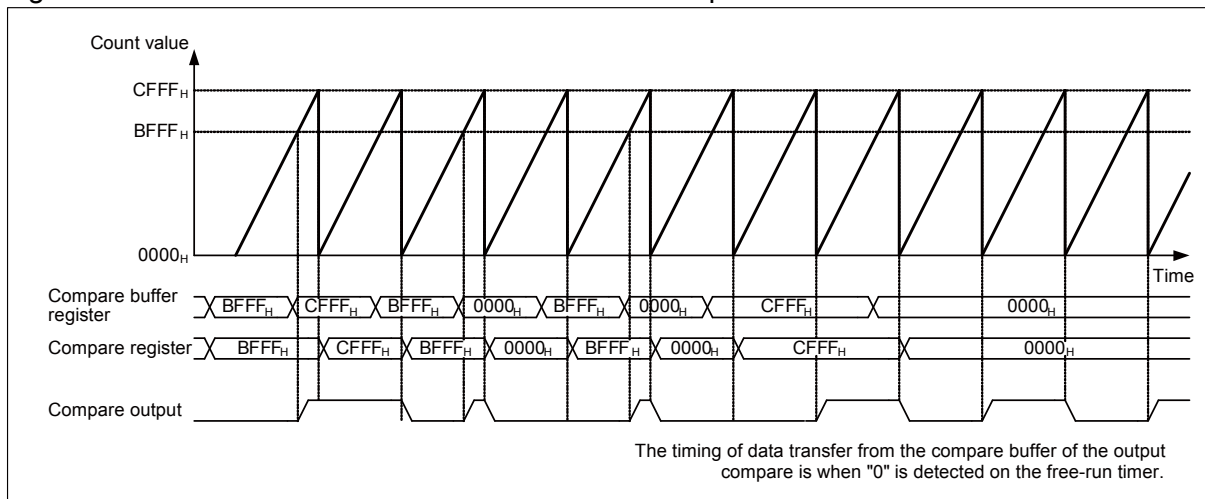 Count value
CFFFH
BFFFH
0000H
Time
Compare buffer register BFFFH CFFFH BFFFH 0000H BFFFH 0000H CFFFH 0000H
Compare register BFFFH CFFFH BFFFH 0000H BFFFH 0000H CFFFH 0000H
Compare output
The timing of data transfer from the compare buffer of the output
compare is when "0" is detected on the free-run timer.